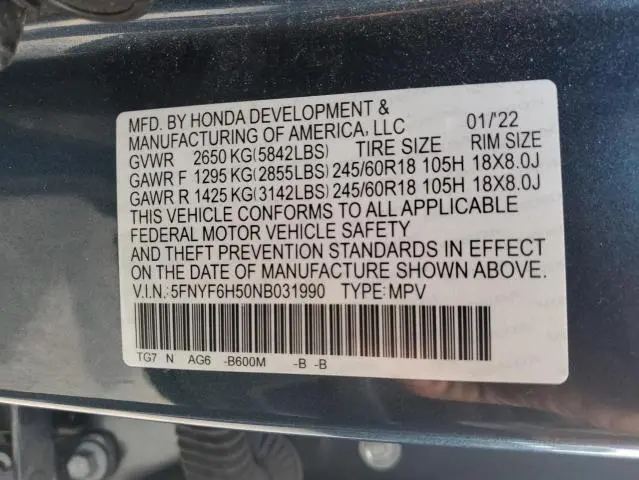 MFD. BY HONDA DEVELOPMENT &
MANUFACTURING OF AMERICA, LLC 01/'22
GVWR 2650 KG(5842LBS) TIRE SIZE RIM SIZE
GAWR F 1295 KG(2855LBS) 245/60R18 105H 18X8.0J
GAWR R 1425 KG(3142LBS) 245/60R18 105H 18X8.0J
THIS VEHICLE CONFORMS TO ALL APPLICABLE
FEDERAL MOTOR VEHICLE SAFETY
AND THEFT PREVENTION STANDARDS IN EFFECT
ON THE DATE OF MANUFACTURE SHOWN ABOVE.
V.I.N.:5FNYF6H50NB031990 TYPE:MPV
TG7 N AG6 -B600M -B -B